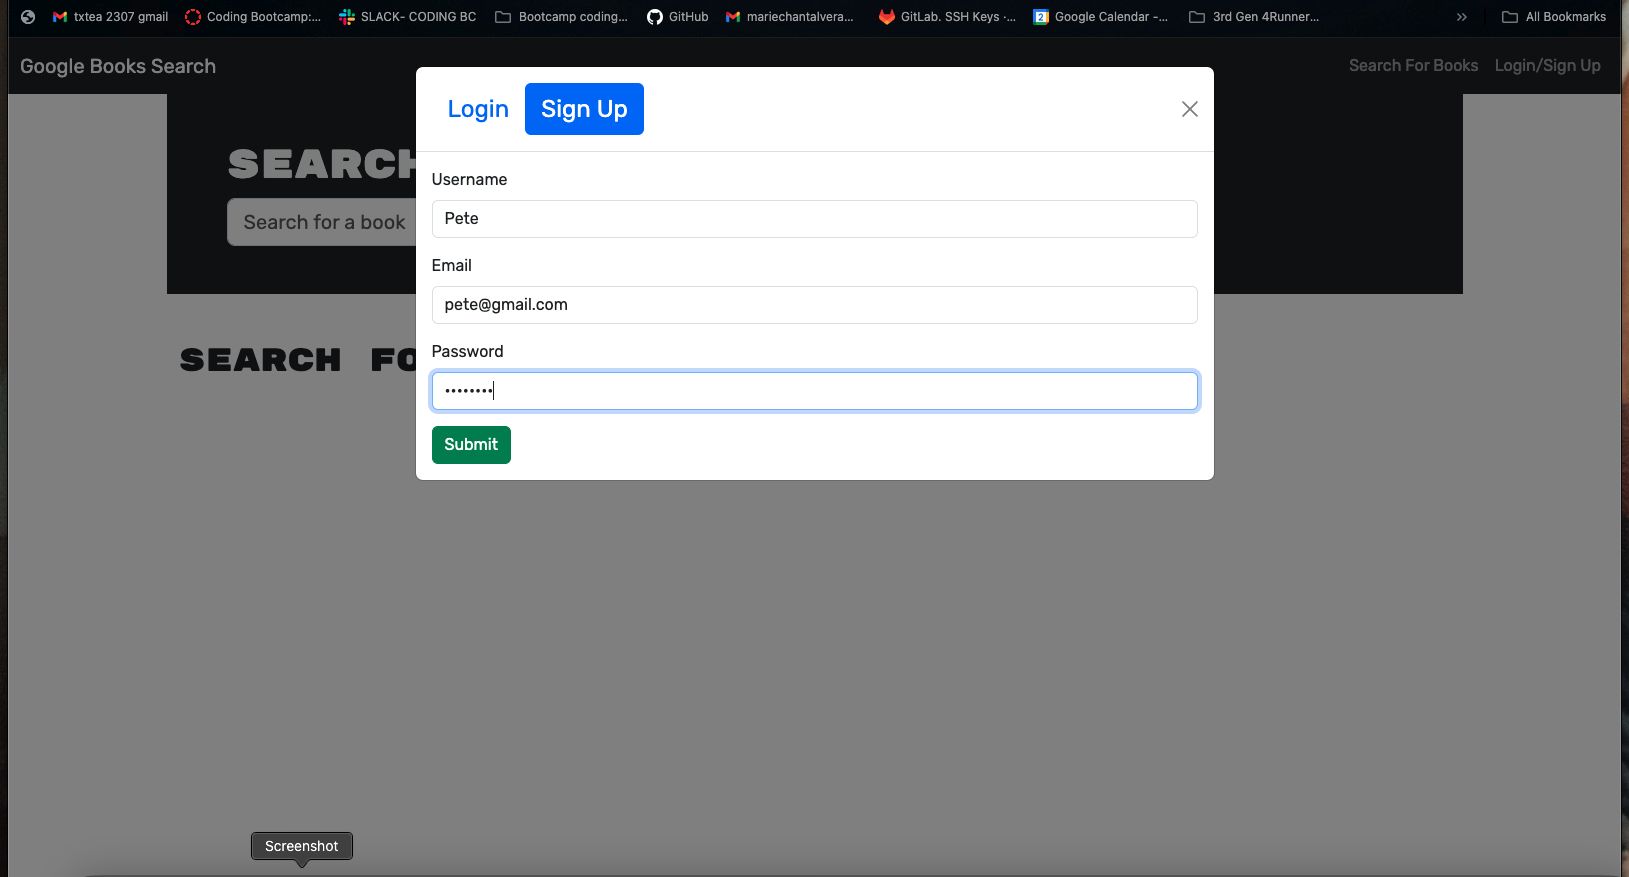 txtea 2307 gmail Coding Bootcamp:... SLACK- CODING BC Bootcamp coding... GitHub mariechantalvera... GitLab. SSH Keys ·... 2 Google Calendar -... 3rd Gen 4Runner... » All Bookmarks
Google Books Search Search For Books Login/Sign Up
Login Sign Up
SEARCH
Username
Search for a book
Pete
Email
pete@gmail.com
Password
SEARCH FO
••••••••
Submit
Screenshot